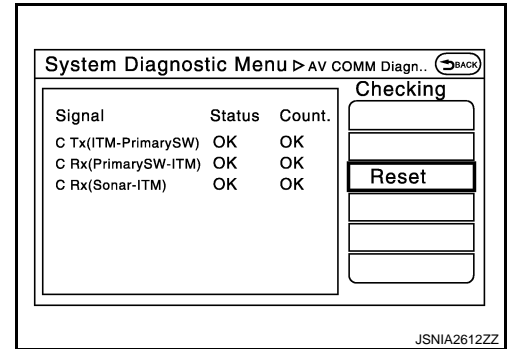 System Diagnostic Menu ▷ AV COMM Diagn.. BACK
Checking
Signal Status Count.
C Tx(ITM-PrimarySW) OK OK
C Rx(PrimarySW-ITM) OK OK
C Rx(Sonar-ITM) OK OK
Reset
JSNIA2612ZZ